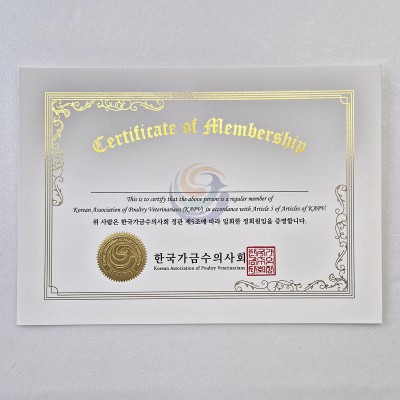 Certificate of Membership
This is to certify that the above person is a regular member of
Korean Association of Poultry Veterinarians (KAPV) in accordance with Article 5 of Articles of KAPV.
위 사람은 한국가금수의사회 정관 제5조에 따라 입회한 정회원임을 증명합니다.
한국가금수의사회
Korean Association of Poultry Veterinarians